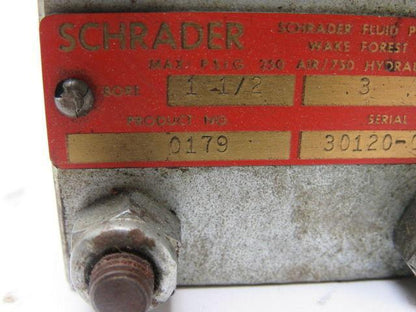 SCHRADER
SCHRADER FLUID P
WAKE FOREST
MAX. P.S.I.G. 250 AIR/750 HYDRAU
BORE 1-1/2 3
PRODUCT NO. SERIAL
0179 30120-